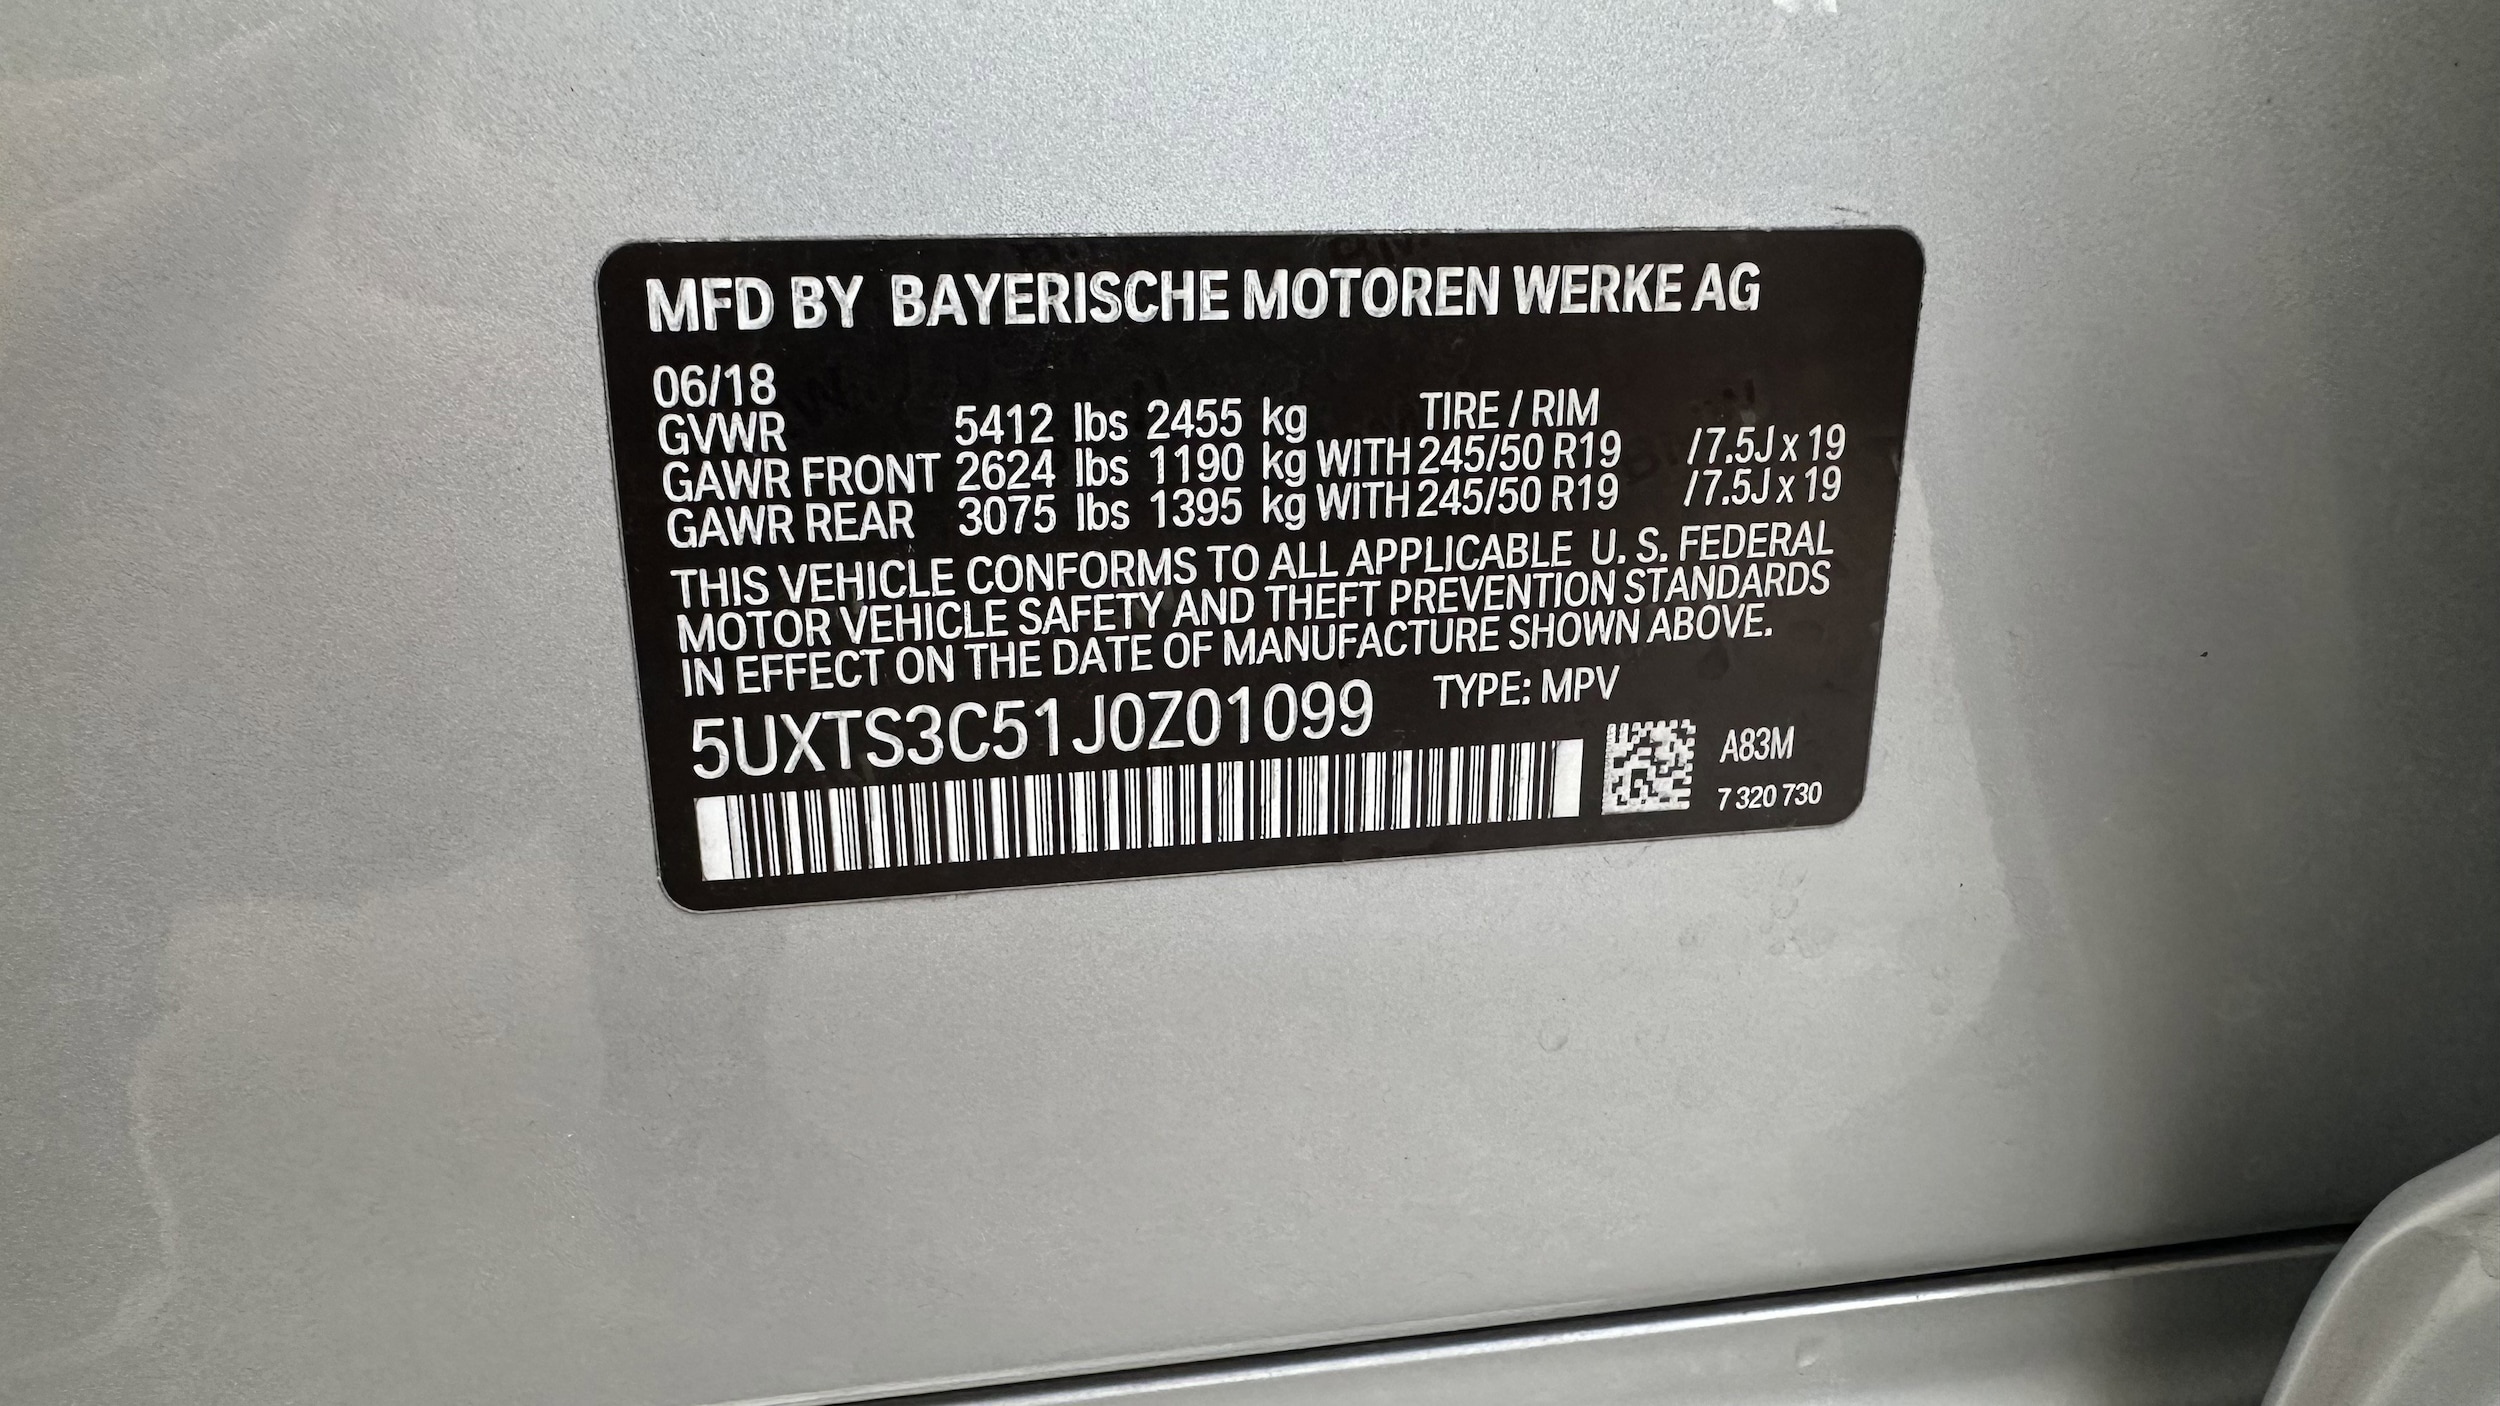 MFD BY BAYERISCHE MOTOREN WERKE AG
06/18
GVWR 5412 lbs 2455 kg TIRE / RIM
GAWR FRONT 2624 lbs 1190 kg WITH 245/50 R19 /7.5J x 19
GAWR REAR 3075 lbs 1395 kg WITH 245/50 R19 /7.5J x 19
THIS VEHICLE CONFORMS TO ALL APPLICABLE U. S. FEDERAL
MOTOR VEHICLE SAFETY AND THEFT PREVENTION STANDARDS
IN EFFECT ON THE DATE OF MANUFACTURE SHOWN ABOVE.
5UXTS3C51J0Z01099 TYPE: MPV
A83M
7 320 730